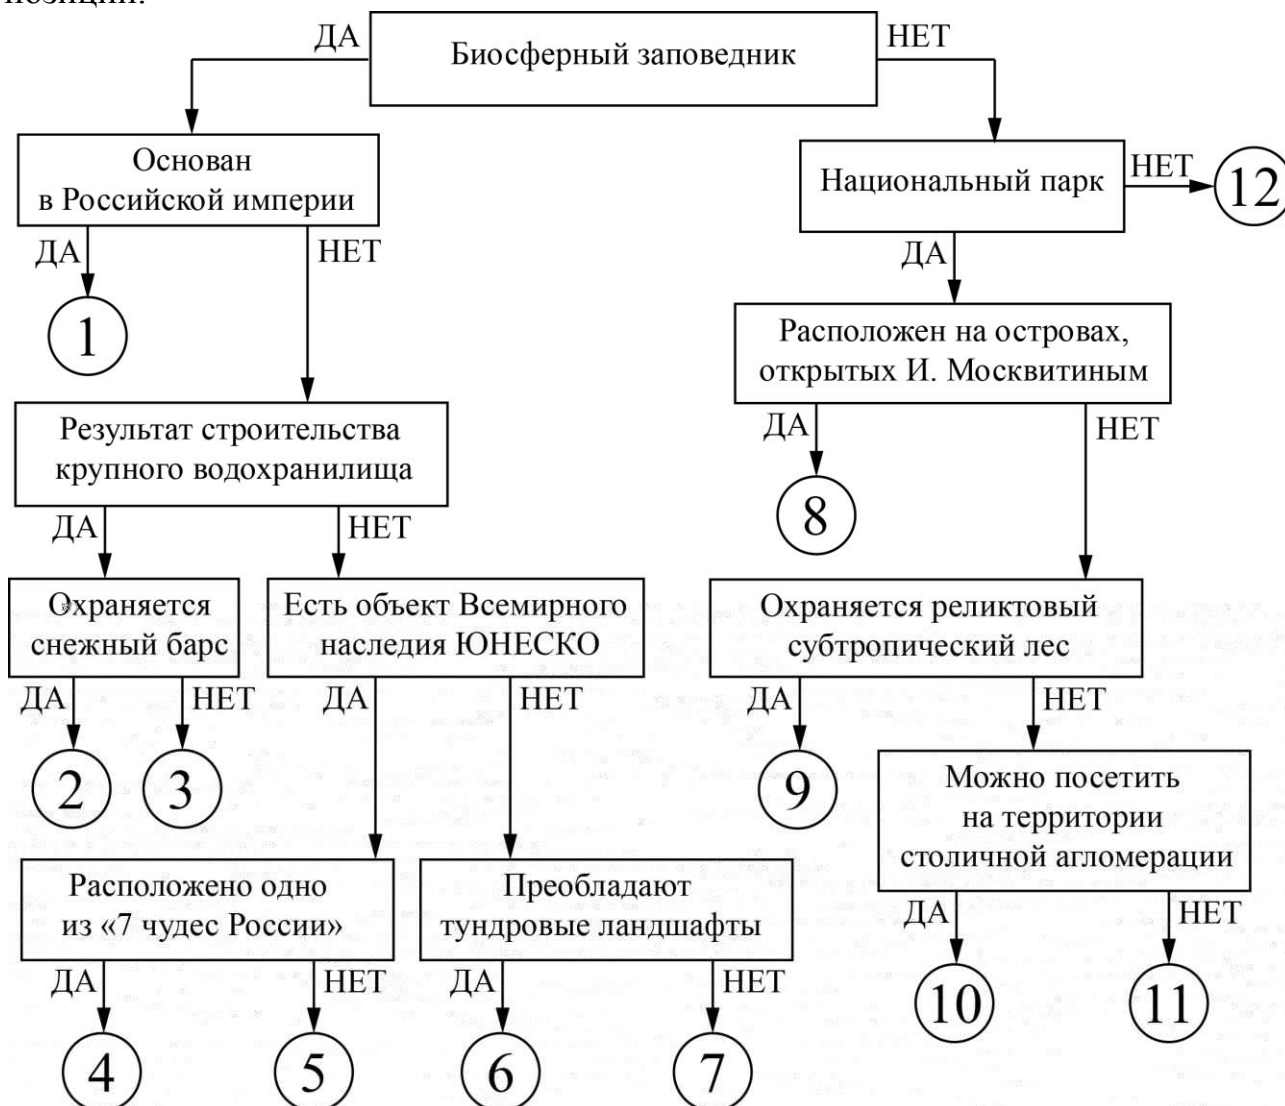 позиций.
ДА
Биосферный заповедник
НЕТ
Основан
в Российской империи
Национальный парк
НЕТ
12
ДА
НЕТ
ДА
1
Расположен на островах,
открытых И. Москвитиным
Результат строительства
крупного водохранилища
ДА
НЕТ
8
ДА
НЕТ
Охраняется
снежный барс
Есть объект Всемирного
наследия ЮНЕСКО
Охраняется реликтовый
субтропический лес
ДА
НЕТ
ДА
НЕТ
ДА
НЕТ
2
3
9
Можно посетить
на территории
столичной агломерации
Расположено одно
из «7 чудес России»
Преобладают
тундровые ландшафты
ДА
НЕТ
ДА
НЕТ
ДА
НЕТ
10
11
4
5
6
7